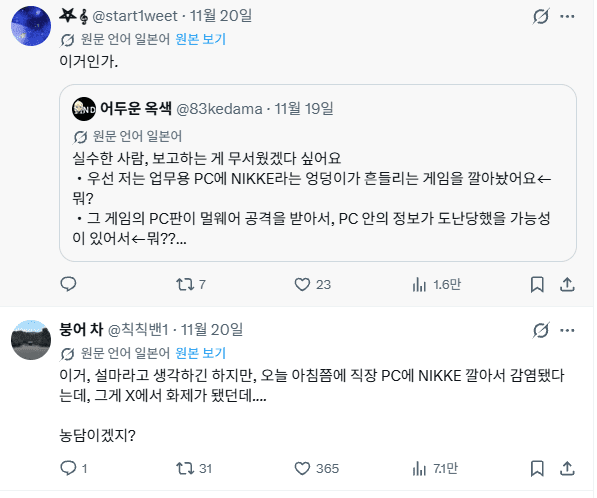 @start1weet · 11월 20일
원문 언어 일본어 원본 보기
이거인가.
어두운 옥색 @83kedama · 11월 19일
원문 언어 일본어
실수한 사람, 보고하는 게 무서웠겠다 싶어요
・우선 저는 업무용 PC에 NIKKE라는 엉덩이가 흔들리는 게임을 깔아놨어요←
뭐?
・그 게임의 PC판이 멀웨어 공격을 받아서, PC 안의 정보가 도난당했을 가능성
이 있어서←뭐??...
7 23 1.6만
붕어 차 @칙칙밴1 · 11월 20일
원문 언어 일본어 원본 보기
이거, 설마라고 생각하긴 하지만, 오늘 아침쯤에 직장 PC에 NIKKE 깔아서 감염됐다
는데, 그게 X에서 화제가 됐던데....
농담이겠지?
1 31 365 7.1만